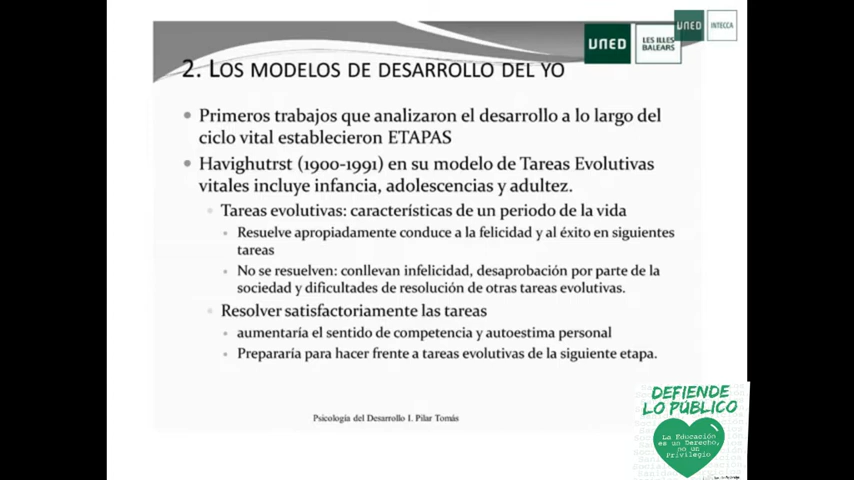 UNED
INTECCA
UNED
LES ILLES
BALEARS
2. LOS MODELOS DE DESARROLLO DEL YO
Primeros trabajos que analizaron el desarrollo a lo largo del
ciclo vital establecieron ETAPAS
Havighutrst (1900-1991) en su modelo de Tareas Evolutivas
vitales incluye infancia, adolescencias y adultez.
Tareas evolutivas: características de un periodo de la vida
Resuelve apropiadamente conduce a la felicidad y al éxito en siguientes
tareas
No se resuelven: conllevan infelicidad, desaprobación por parte de la
sociedad y dificultades de resolución de otras tareas evolutivas.
Resolver satisfactoriamente las tareas
aumentaría el sentido de competencia y autoestima personal
Prepararía para hacer frente a tareas evolutivas de la siguiente etapa.
Psicología del Desarrollo I. Pilar Tomás
DEFIENDE
LO PÚBLICO
La Educación
es un Derecho,
no un
Privilegio